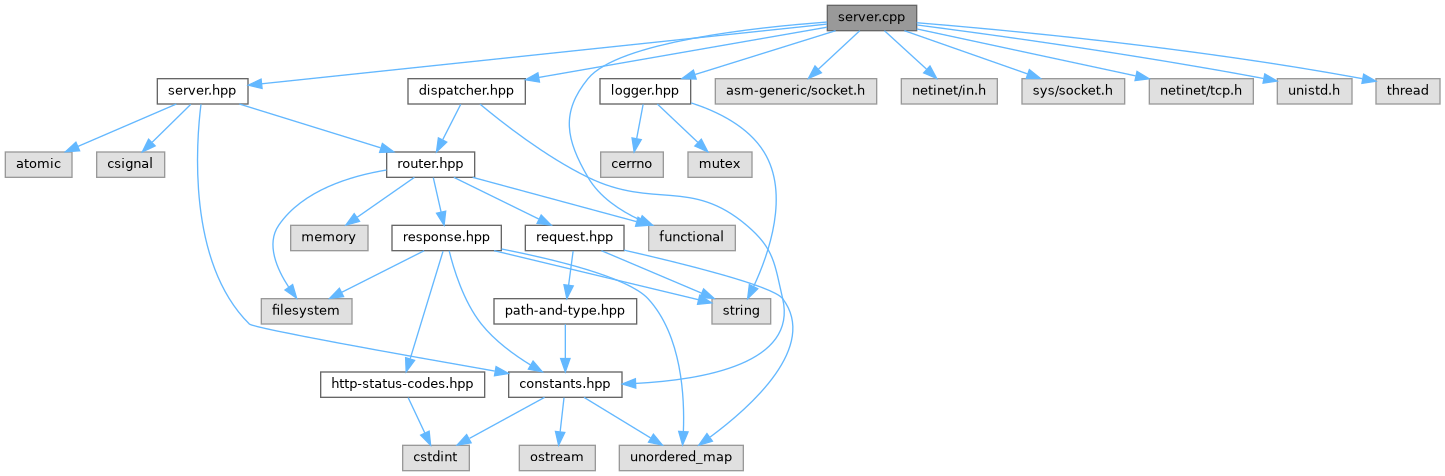 server.cpp
server.hpp
dispatcher.hpp
logger.hpp
asm-generic/socket.h
netinet/in.h
sys/socket.h
netinet/tcp.h
unistd.h
thread
atomic
csignal
router.hpp
cerrno
mutex
memory
response.hpp
request.hpp
functional
filesystem
path-and-type.hpp
string
http-status-codes.hpp
constants.hpp
cstdint
ostream
unordered_map